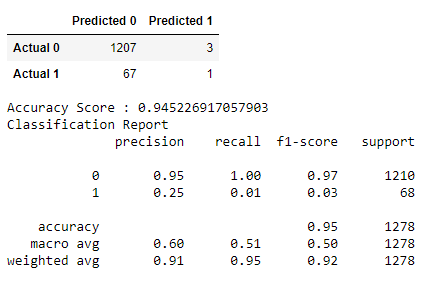 Predicted 0 Predicted 1
Actual 0 1207 3
Actual 1 67 1
Accuracy Score : 0.945226917057903
Classification Report
precision recall f1-score support
0 0.95 1.00 0.97 1210
1 0.25 0.01 0.03 68
accuracy 0.95 1278
macro avg 0.60 0.51 0.50 1278
weighted avg 0.91 0.95 0.92 1278